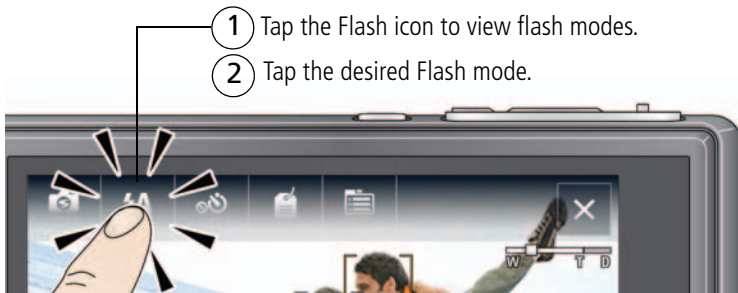 1 Tap the Flash icon to view flash modes.
2 Tap the desired Flash mode.
A
W T D